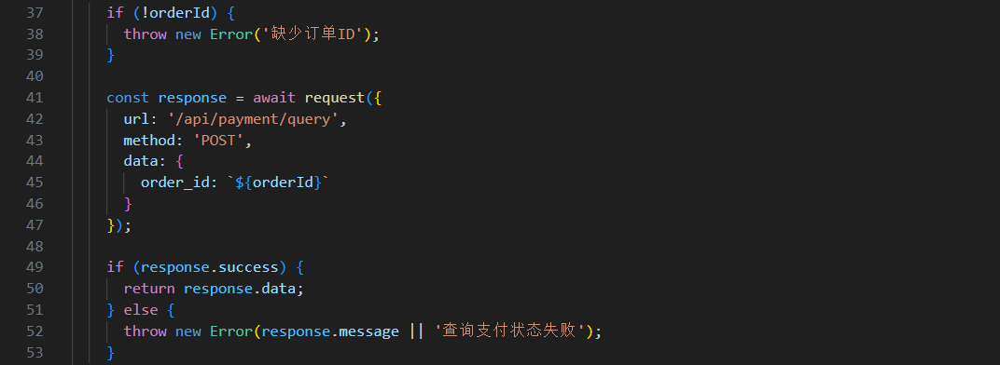 37 if (!orderId) {
38 throw new Error('缺少订单ID');
39 }
40
41 const response = await request({
42 url: '/api/payment/query',
43 method: 'POST',
44 data: {
45 order_id: `${orderId}`
46 }
47 });
48
49 if (response.success) {
50 return response.data;
51 } else {
52 throw new Error(response.message || '查询支付状态失败');
53 }